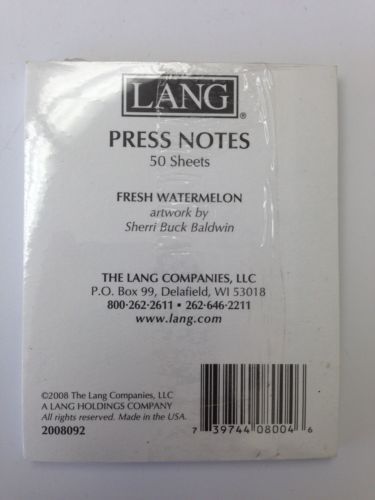 LANG®
PRESS NOTES
50 Sheets
FRESH WATERMELON
artwork by
Sherri Buck Baldwin
THE LANG COMPANIES, LLC
P.O. Box 99, Delafield, WI 53018
800·262-2611 • 262·646-2211
www.lang.com
©2008 The Lang Companies, LLC
A LANG HOLDINGS COMPANY
All rights reserved. Made in the USA.
2008092
7 39744 08004 6